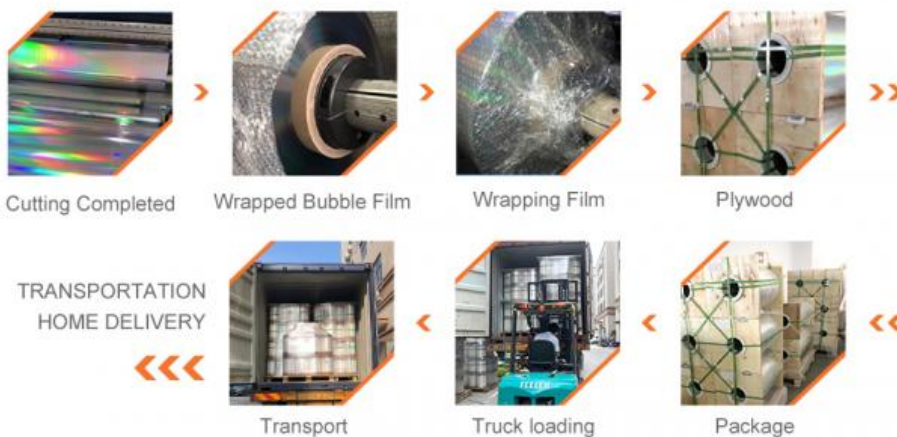 Cutting Completed
Wrapped Bubble Film
Wrapping Film
Plywood
TRANSPORTATION
HOME DELIVERY
Transport
Truck loading
Package